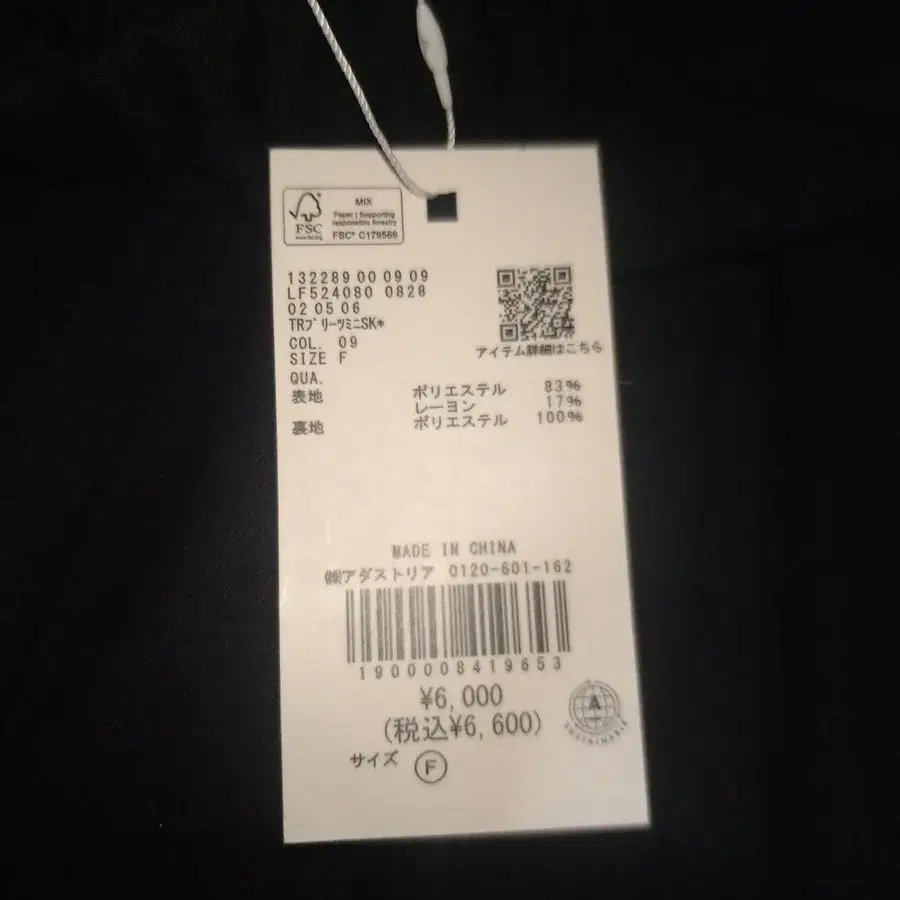 MIX
Paper | Supporting
responsible forestry
FSC
www.fsc.org
FSC® C179569
132289 00 09 09
LF524080 0828
02 05 06
TRプリーツミニSK*
COL. 09
SIZE F
アイテム詳細はこちら
QUA.
表地 ポリエステル 83%
レーヨン 17%
裏地 ポリエステル 100%
MADE IN CHINA
㈱アダストリア 0120-601-162
1900008419653
¥6,000
(税込¥6,600)
サイズ F
A
SUSTAINABLE